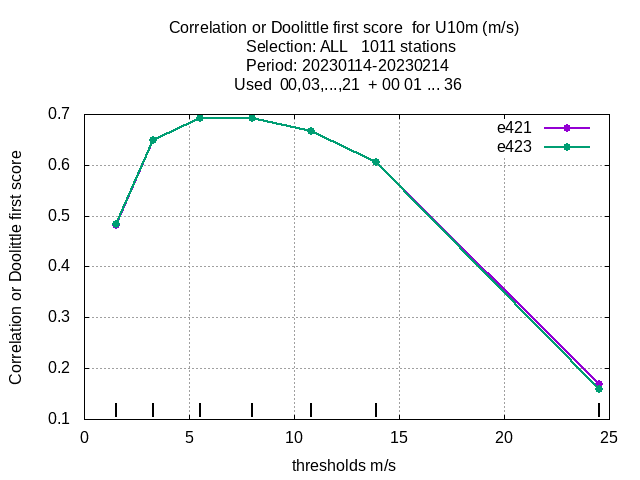 Correlation or Doolittle first score  for U10m (m/s)
Selection: ALL   1011 stations
Period: 20230114-20230214
Used  00,03,...,21  + 00 01 ... 36
e421
e423
Correlation or Doolittle first score
0.7
0.6
0.5
0.4
0.3
0.2
0.1
0 5 10 15 20 25
thresholds m/s